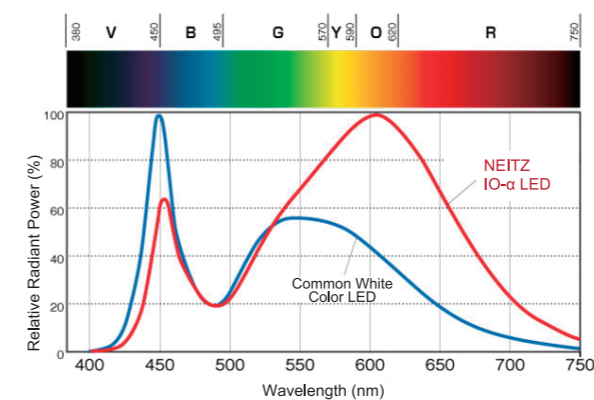 380 V 450 B 495 G 570 Y 590 O 620 R 750
100
80
60
40
20
0
Relative Radiant Power (%)
NEITZ
IO-α LED
Common White
Color LED
400 450 500 550 600 650 700 750
Wavelength (nm)